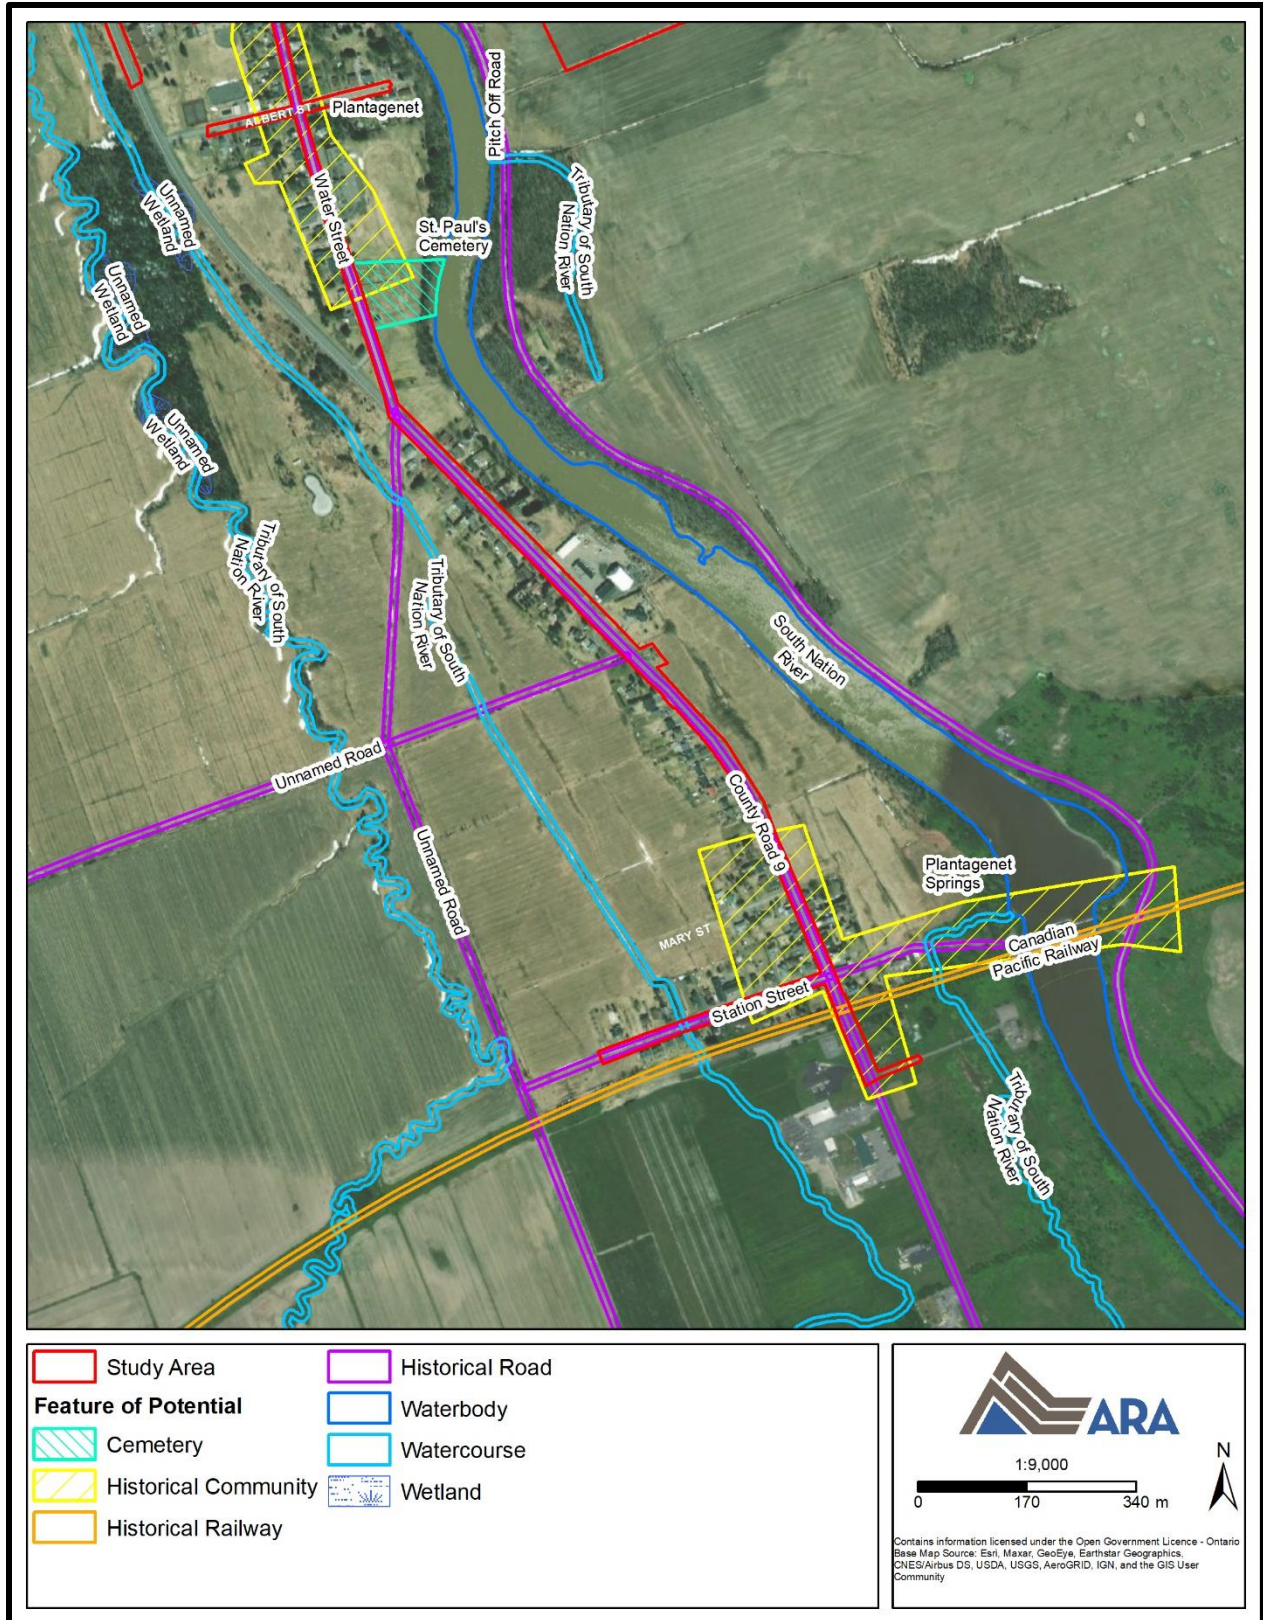 Pitch Off Road
ALBERT ST
Plantagenet
Water Street
St. Paul's
Cemetery
Tributary of South
Nation River
Unnamed
Wetland
Unnamed
Wetland
Unnamed
Wetland
Tributary of South
Nation River
Tributary of South
Nation River
South Nation
River
Unnamed Road
Unnamed Road
County Road 9
Plantagenet
Springs
MARY ST
Station Street
Canadian
Pacific Railway
Tributary of South
Nation River
Study Area
Feature of Potential
Cemetery
Historical Community
Historical Railway
Historical Road
Waterbody
Watercourse
Wetland
ARA
N
1:9,000
0 170 340 m
Contains information licensed under the Open Government Licence - Ontario
Base Map Source: Esri, Maxar, GeoEye, Earthstar Geographics,
CNES/Airbus DS, USDA, USGS, AeroGRID, IGN, and the GIS User
Community